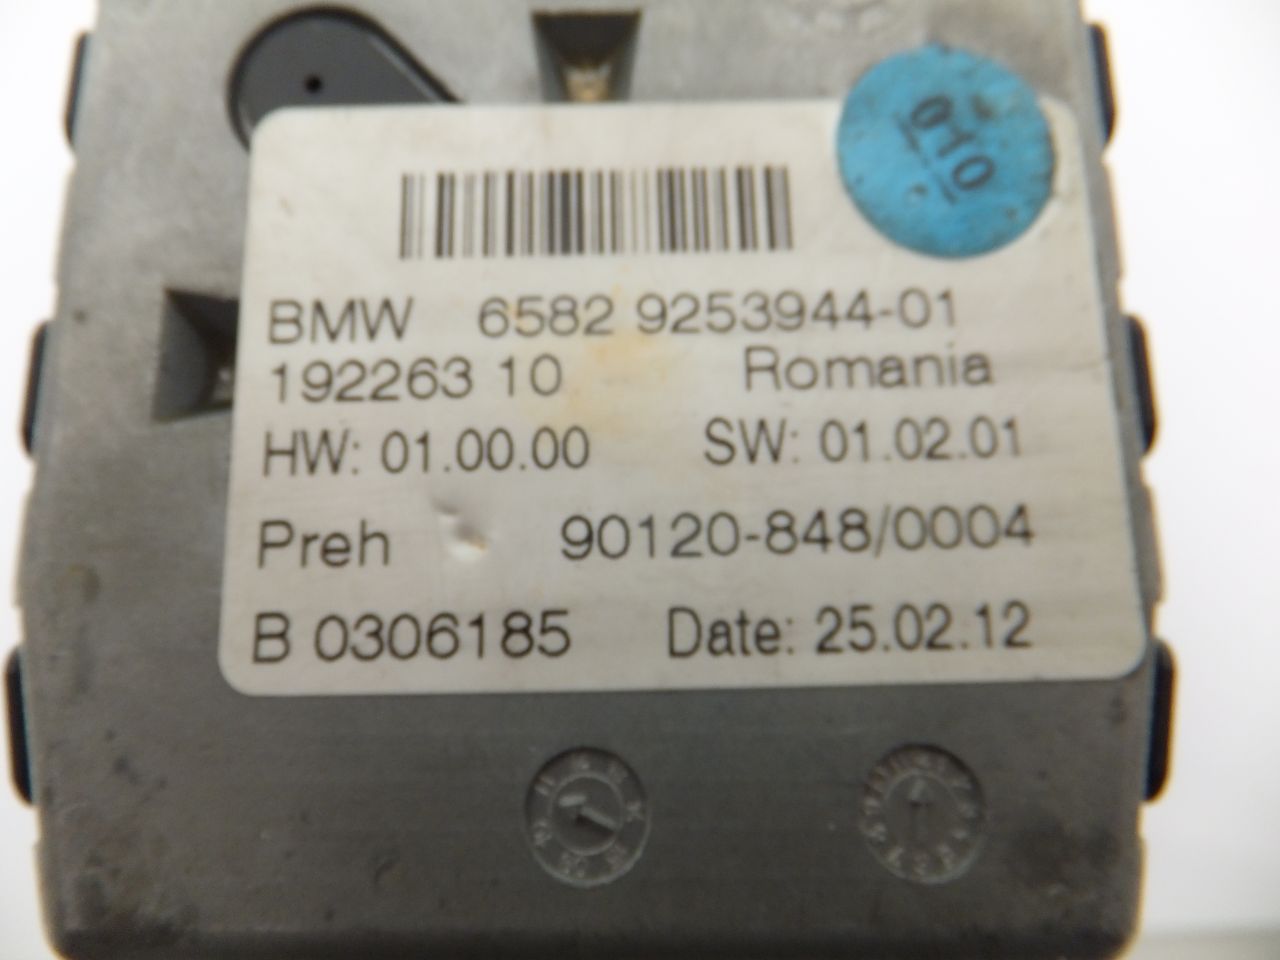 010
BMW 6582 9253944-01
192263 10 Romania
HW: 01.00.00 SW: 01.02.01
Preh 90120-848/0004
B 0306185 Date: 25.02.12